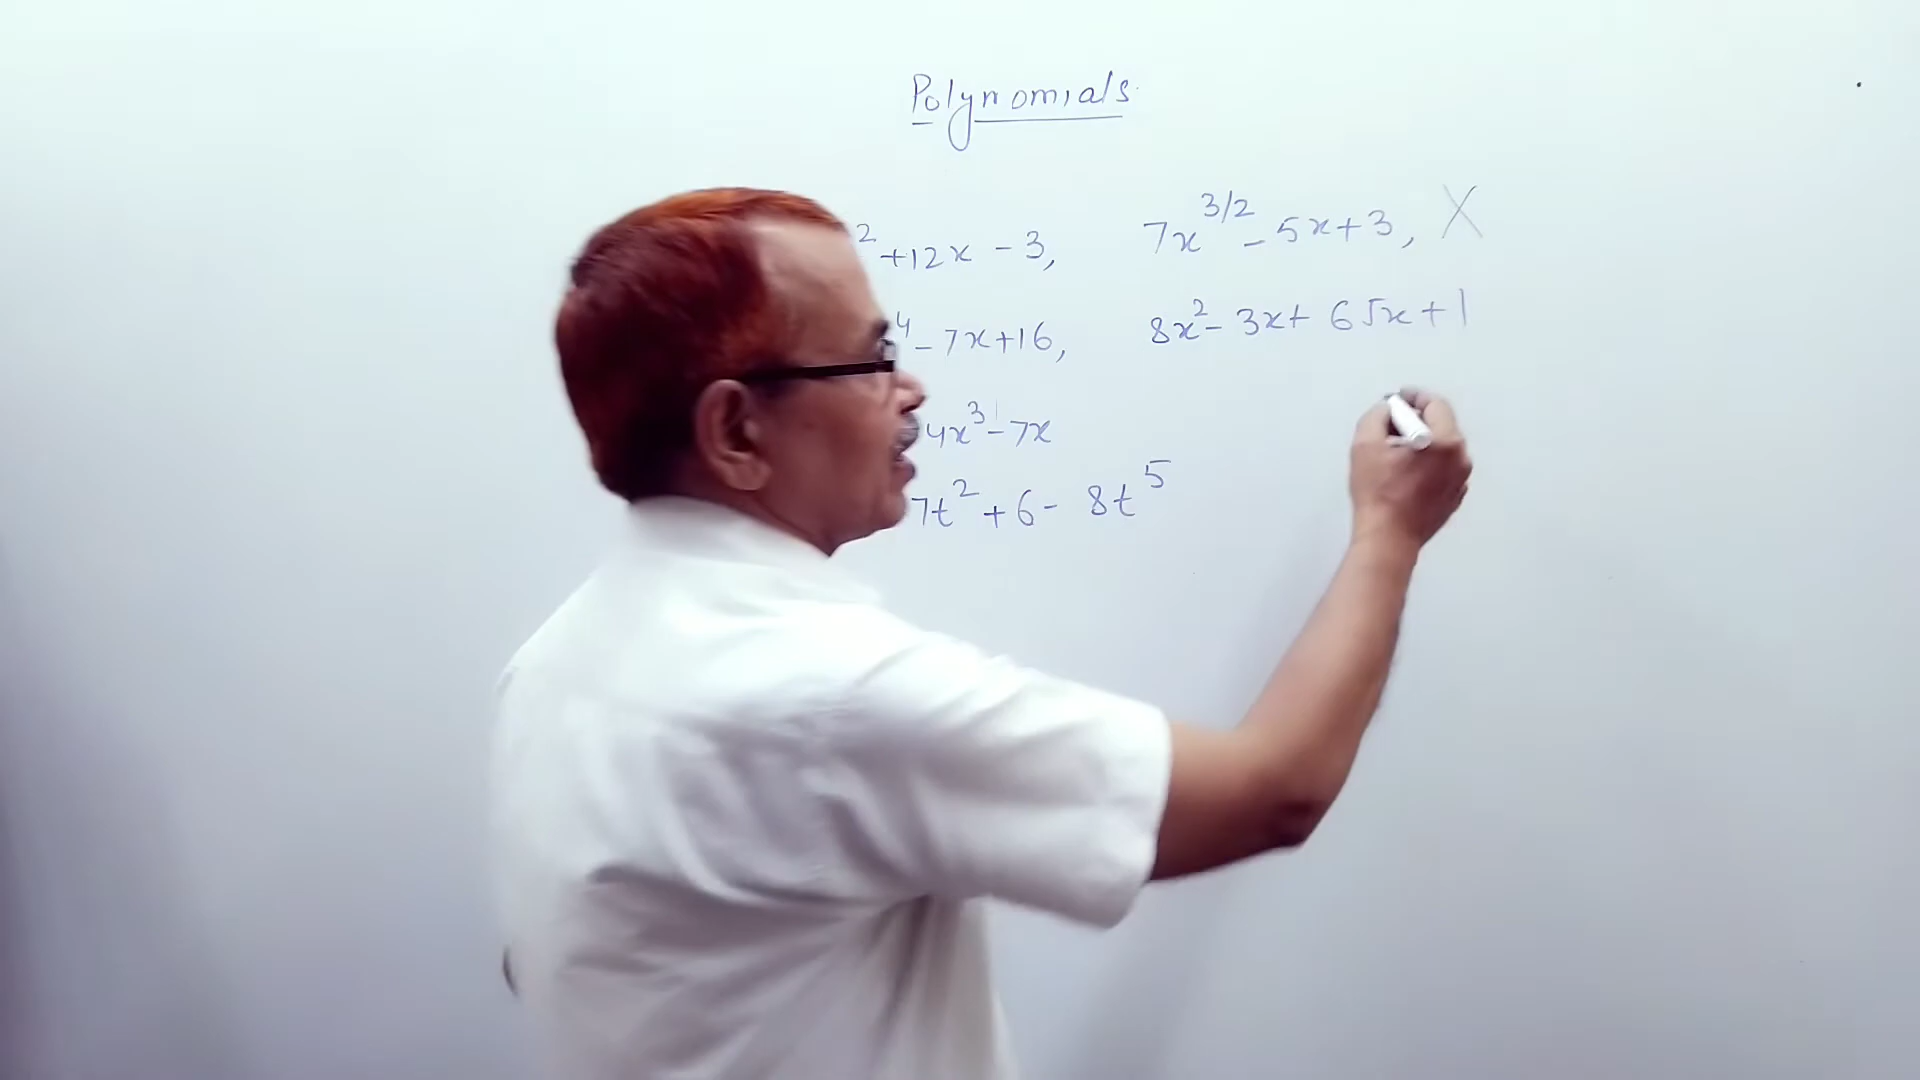 Polynomials.
² +12x - 3, 7x^3/2 - 5x+3, X
⁴ - 7x+16, 8x² - 3x+ 6√x+1
4x³ - 7x
7t² +6- 8t⁵